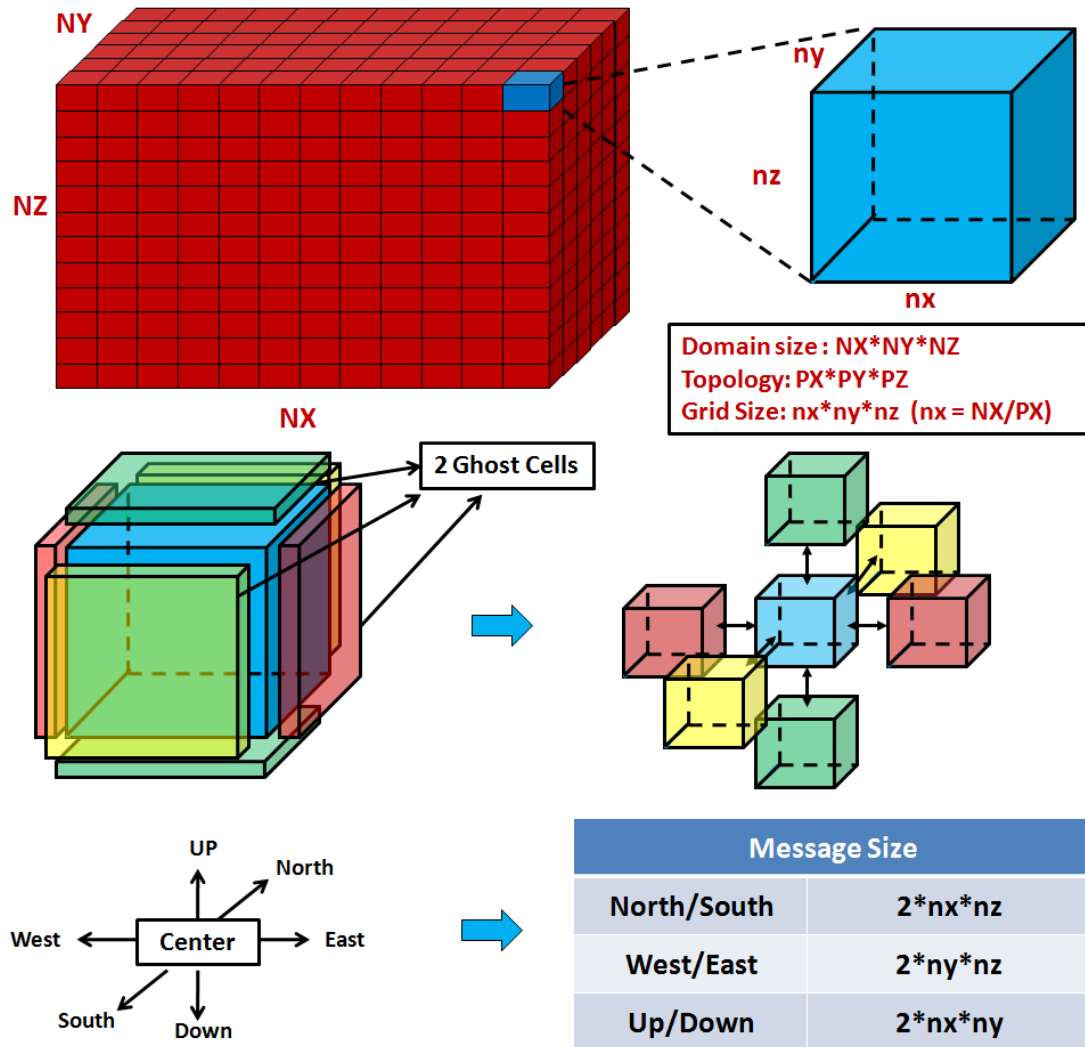 NY
ny
NZ
nz
nx
NX
Domain size : NX*NY*NZ
Topology: PX*PY*PZ
Grid Size: nx*ny*nz (nx = NX/PX)
2 Ghost Cells
UP
North
West
Center
East
South
Down
Message Size
North/South 2*nx*nz
West/East 2*ny*nz
Up/Down 2*nx*ny